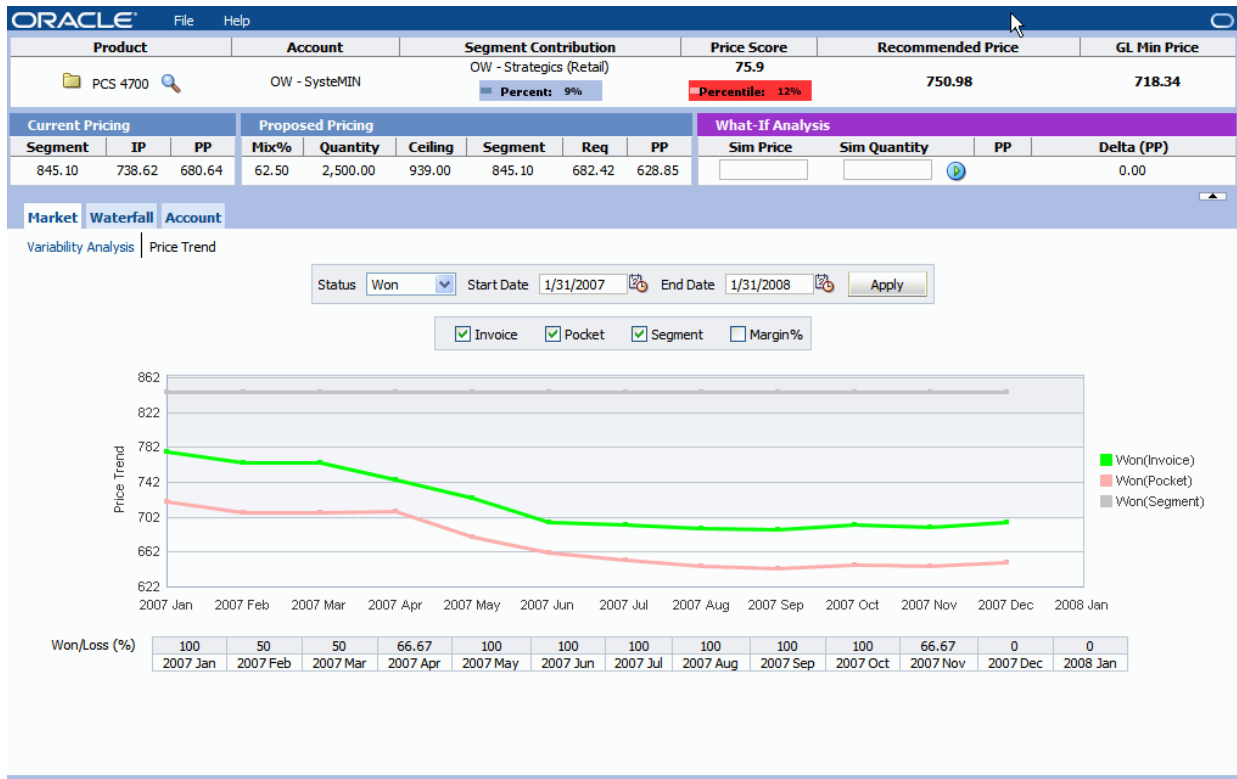 ORACLE File Help
Product Account Segment Contribution Price Score Recommended Price GL Min Price
PCS 4700 OW - SysteMIN OW - Strategics (Retail) 75.9 750.98 718.34
Percent: 9% Percentile: 12%
Current Pricing Proposed Pricing What-If Analysis
Segment IP PP Mix% Quantity Ceiling Segment Req PP Sim Price Sim Quantity PP Delta (PP)
845.10 738.62 680.64 62.50 2,500.00 939.00 845.10 682.42 628.85 0.00
Market Waterfall Account
Variability Analysis Price Trend
Status Won Start Date 1/31/2007 End Date 1/31/2008 Apply
Invoice Pocket Segment Margin%
862
822
782
742
702
662
622
Price Trend
Won(Invoice)
Won(Pocket)
Won(Segment)
2007 Jan 2007 Feb 2007 Mar 2007 Apr 2007 May 2007 Jun 2007 Jul 2007 Aug 2007 Sep 2007 Oct 2007 Nov 2007 Dec 2008 Jan
Won/Loss (%) 100 50 50 66.67 100 100 100 100 100 100 66.67 0 0
2007 Jan 2007 Feb 2007 Mar 2007 Apr 2007 May 2007 Jun 2007 Jul 2007 Aug 2007 Sep 2007 Oct 2007 Nov 2007 Dec 2008 Jan